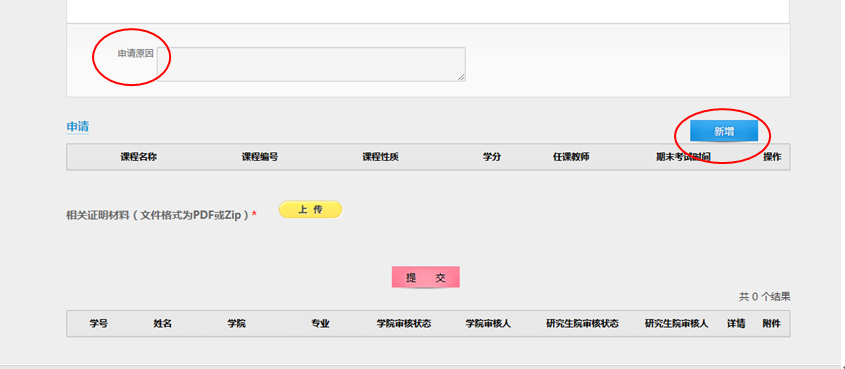 申请原因
申请
新增
课程名称 课程编号 课程性质 学分 任课教师 期末考试时间 操作
相关证明材料（文件格式为PDF或Zip）* 上 传
提 交
共 0 个结果
学号 姓名 学院 专业 学院审核状态 学院审核人 研究生院审核状态 研究生院审核人 详情 附件